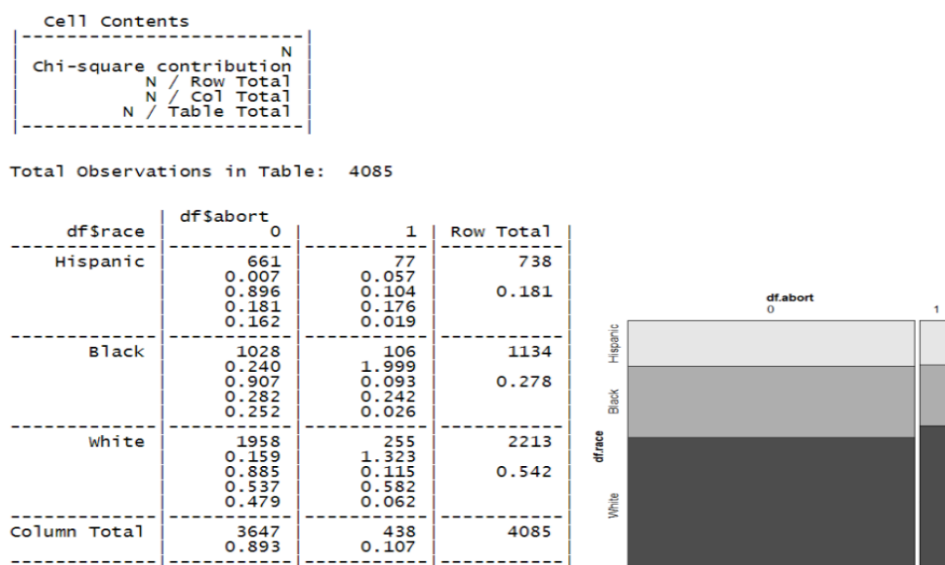 Cell Contents
|-------------------------|
| N |
| Chi-square contribution |
| N / Row Total |
| N / Col Total |
| N / Table Total |
|-------------------------|
Total Observations in Table: 4085
| df$abort
df$race | 0 | 1 | Row Total |
-------------|-----------|-----------|-----------|
Hispanic | 661 | 77 | 738 |
| 0.007 | 0.057 | |
| 0.896 | 0.104 | 0.181 |
| 0.181 | 0.176 | |
| 0.162 | 0.019 | |
-------------|-----------|-----------|-----------|
Black | 1028 | 106 | 1134 |
| 0.240 | 1.999 | |
| 0.907 | 0.093 | 0.278 |
| 0.282 | 0.242 | |
| 0.252 | 0.026 | |
-------------|-----------|-----------|-----------|
White | 1958 | 255 | 2213 |
| 0.159 | 1.323 | |
| 0.885 | 0.115 | 0.542 |
| 0.537 | 0.582 | |
| 0.479 | 0.062 | |
-------------|-----------|-----------|-----------|
Column Total | 3647 | 438 | 4085 |
| 0.893 | 0.107 | |
-------------|-----------|-----------|-----------|
df.abort
0 1
df.race
Hispanic
Black
White